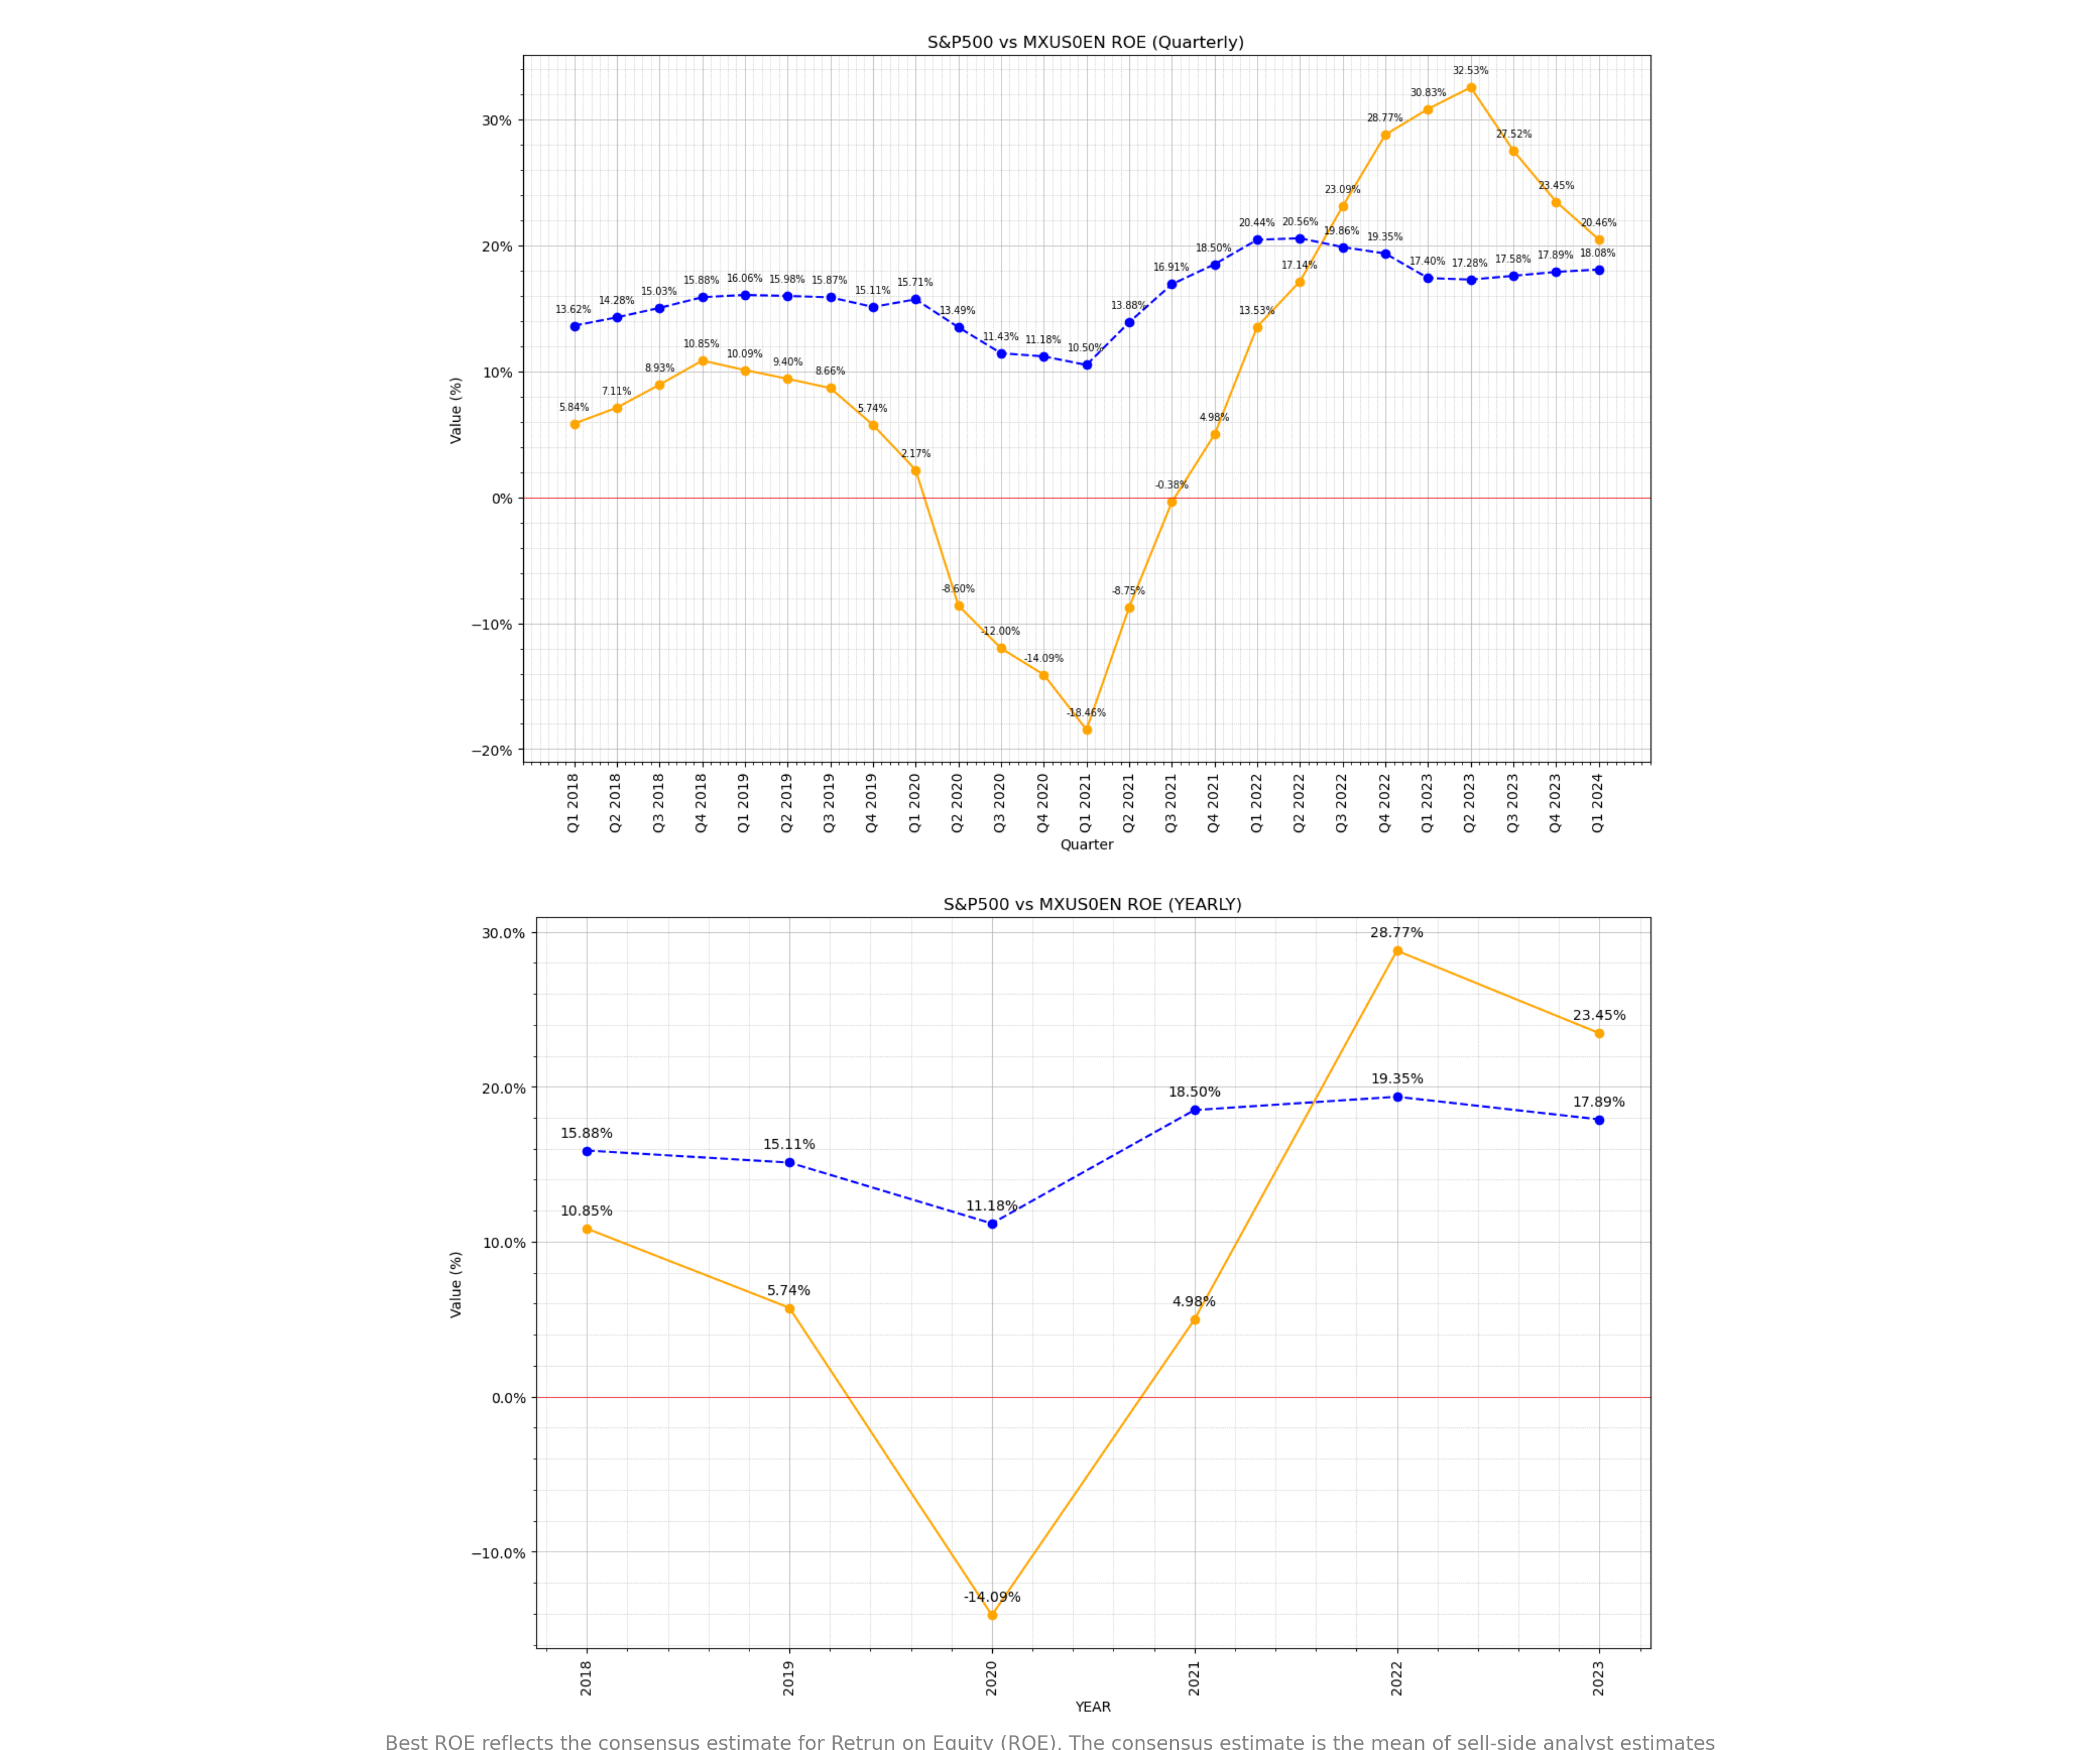 S&P500 vs MXUS0EN ROE (Quarterly)
Value (%)
30%
20%
10%
0%
−10%
−20%
13.62% 14.28% 15.03% 15.88% 16.06% 15.98% 15.87% 15.11% 15.71% 13.49% 11.43% 11.18% 10.50% 13.88% 16.91% 18.50% 20.44% 20.56% 19.86% 19.35% 17.40% 17.28% 17.58% 17.89% 18.08%
5.84% 7.11% 8.93% 10.85% 10.09% 9.40% 8.66% 5.74% 2.17% -8.60% -12.00% -14.09% -18.46% -8.75% -0.38% 4.98% 13.53% 17.14% 23.09% 28.77% 30.83% 32.53% 27.52% 23.45% 20.46%
Q1 2018 Q2 2018 Q3 2018 Q4 2018 Q1 2019 Q2 2019 Q3 2019 Q4 2019 Q1 2020 Q2 2020 Q3 2020 Q4 2020 Q1 2021 Q2 2021 Q3 2021 Q4 2021 Q1 2022 Q2 2022 Q3 2022 Q4 2022 Q1 2023 Q2 2023 Q3 2023 Q4 2023 Q1 2024
Quarter
S&P500 vs MXUS0EN ROE (YEARLY)
Value (%)
30.0%
20.0%
10.0%
0.0%
−10.0%
15.88% 15.11% 11.18% 18.50% 19.35% 17.89%
10.85% 5.74% -14.09% 4.98% 28.77% 23.45%
2018 2019 2020 2021 2022 2023
YEAR
Best ROE reflects the consensus estimate for Retrun on Equity (ROE). The consensus estimate is the mean of sell-side analyst estimates